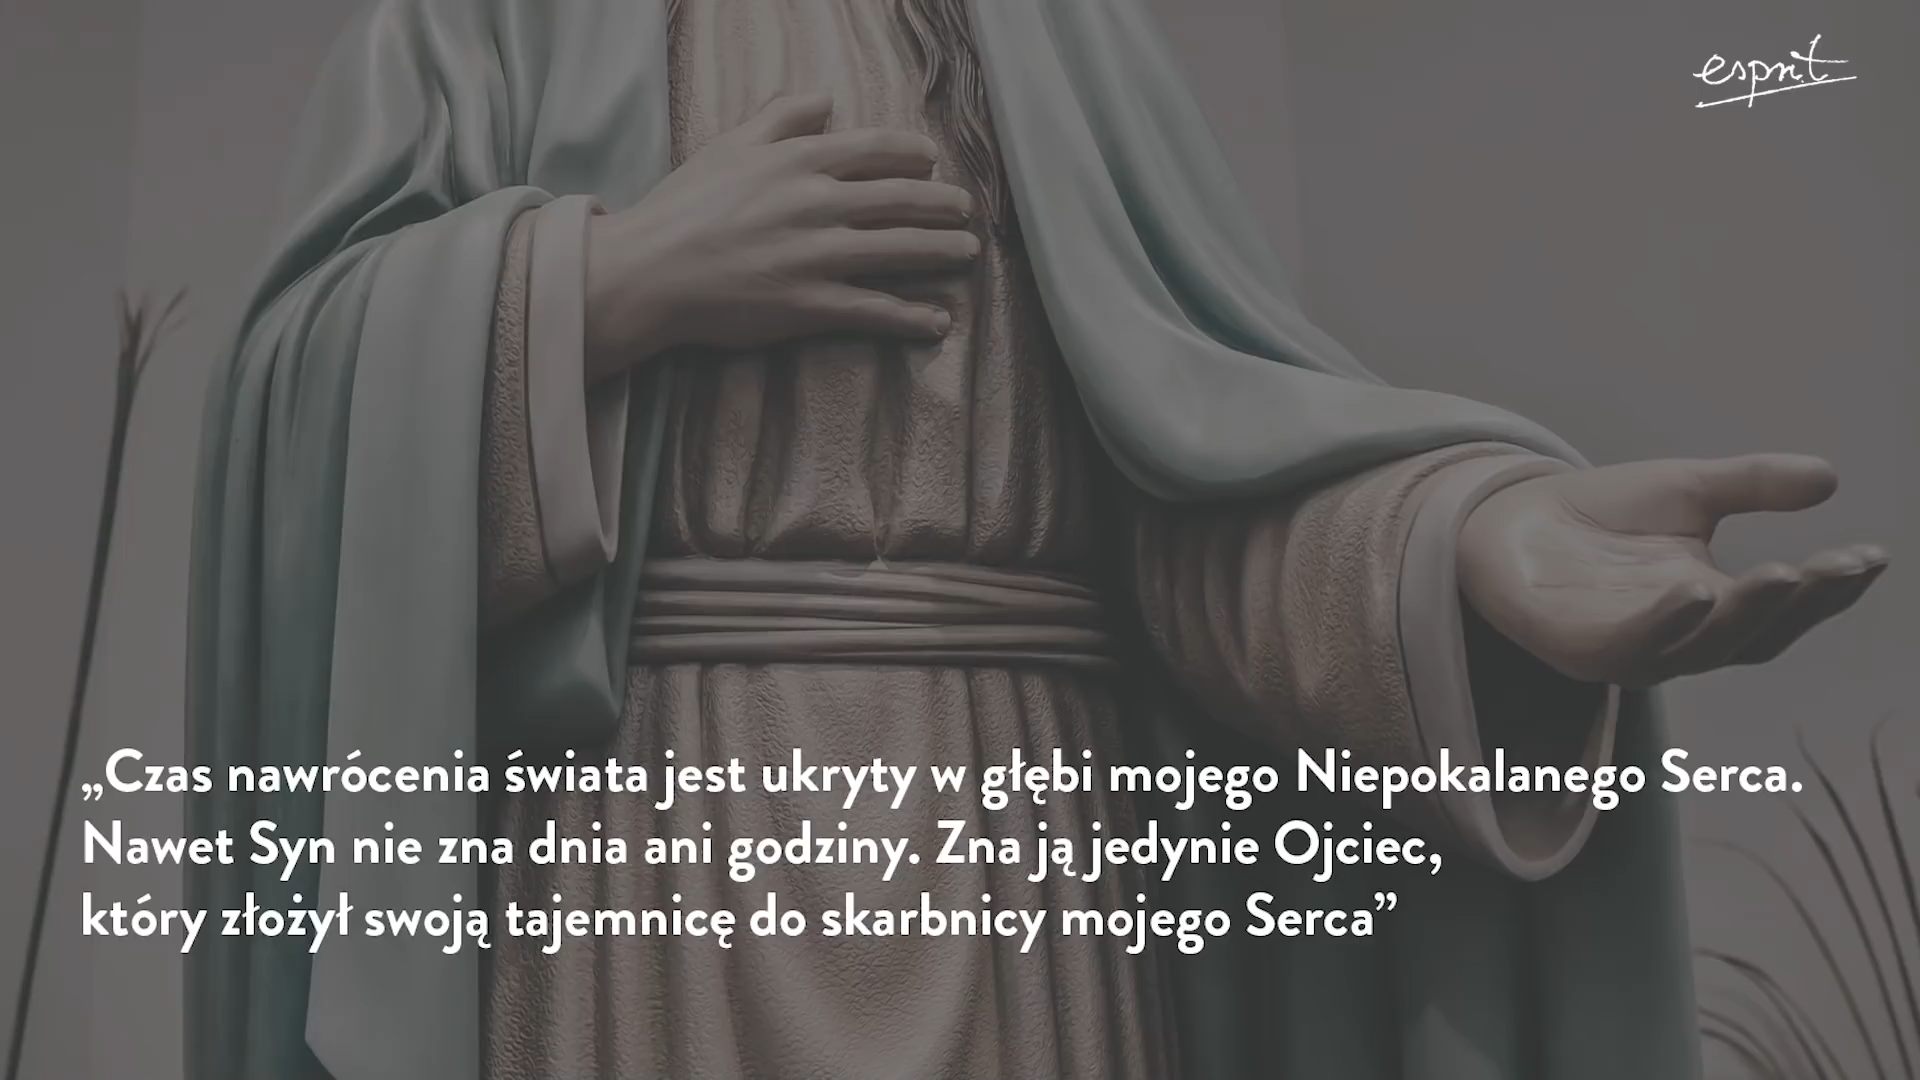 esprit
„Czas nawrócenia świata jest ukryty w głębi mojego Niepokalanego Serca.
Nawet Syn nie zna dnia ani godziny. Zna ją jedynie Ojciec,
który złożył swoją tajemnicę do skarbnicy mojego Serca”